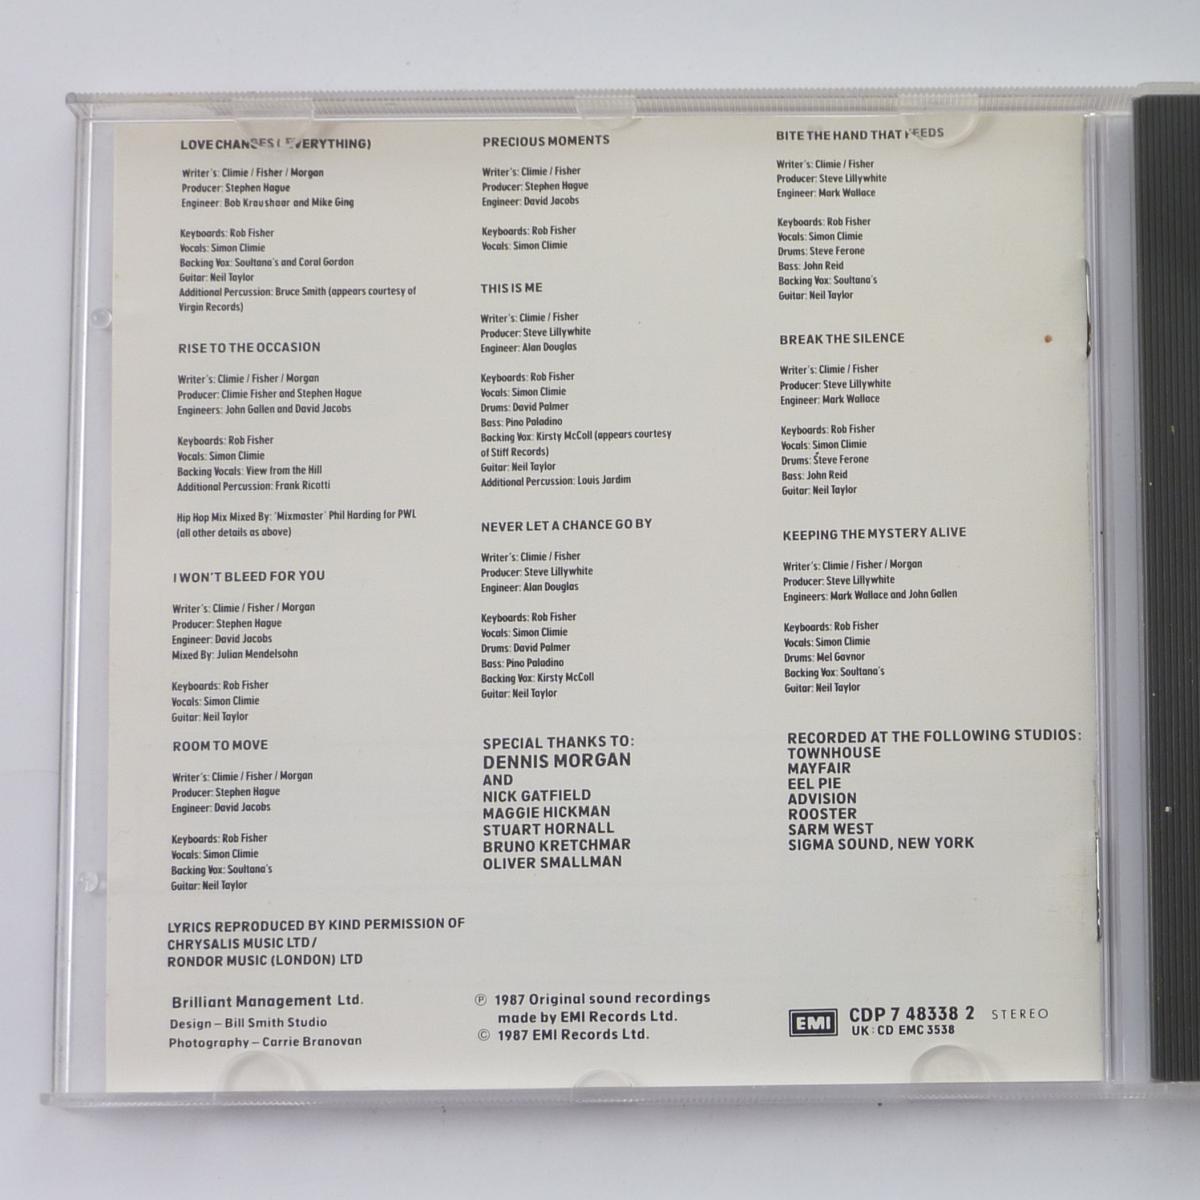 LOVE CHANGES (EVERYTHING)
Writer's: Climie / Fisher / Morgan
Producer: Stephen Hague
Engineer: Bob Kraushaar and Mike Ging
Keyboards: Rob Fisher
Vocals: Simon Climie
Backing Vox: Soultana's and Coral Gordon
Guitar: Neil Taylor
Additional Percussion: Bruce Smith (appears courtesy of
Virgin Records)
RISE TO THE OCCASION
Writer's: Climie / Fisher / Morgan
Producer: Climie Fisher and Stephen Hague
Engineers: John Gallen and David Jacobs
Keyboards: Rob Fisher
Vocals: Simon Climie
Backing Vocals: View from the Hill
Additional Percussion: Frank Ricotti
Hip Hop Mix Mixed By: 'Mixmaster' Phil Harding for PWL
(all other details as above)
I WON'T BLEED FOR YOU
Writer's: Climie / Fisher / Morgan
Producer: Stephen Hague
Engineer: David Jacobs
Mixed By: Julian Mendelsohn
Keyboards: Rob Fisher
Vocals: Simon Climie
Guitar: Neil Taylor
ROOM TO MOVE
Writer's: Climie / Fisher / Morgan
Producer: Stephen Hague
Engineer: David Jacobs
Keyboards: Rob Fisher
Vocals: Simon Climie
Backing Vox: Soultana's
Guitar: Neil Taylor
PRECIOUS MOMENTS
Writer's: Climie / Fisher
Producer: Stephen Hague
Engineer: David Jacobs
Keyboards: Rob Fisher
Vocals: Simon Climie
THIS IS ME
Writer's: Climie / Fisher
Producer: Steve Lillywhite
Engineer: Alan Douglas
Keyboards: Rob Fisher
Vocals: Simon Climie
Drums: David Palmer
Bass: Pino Paladino
Backing Vox: Kirsty McColl (appears courtesy
of Stiff Records)
Guitar: Neil Taylor
Additional Percussion: Louis Jardim
NEVER LET A CHANCE GO BY
Writer's: Climie / Fisher
Producer: Steve Lillywhite
Engineer: Alan Douglas
Keyboards: Rob Fisher
Vocals: Simon Climie
Drums: David Palmer
Bass: Pino Paladino
Backing Vox: Kirsty McColl
Guitar: Neil Taylor
SPECIAL THANKS TO:
DENNIS MORGAN
AND
NICK GATFIELD
MAGGIE HICKMAN
STUART HORNALL
BRUNO KRETCHMAR
OLIVER SMALLMAN
BITE THE HAND THAT FEEDS
Writer's: Climie / Fisher
Producer: Steve Lillywhite
Engineer: Mark Wallace
Keyboards: Rob Fisher
Vocals: Simon Climie
Drums: Steve Ferone
Bass: John Reid
Backing Vox: Soultana's
Guitar: Neil Taylor
BREAK THE SILENCE
Writer's: Climie / Fisher
Producer: Steve Lillywhite
Engineer: Mark Wallace
Keyboards: Rob Fisher
Vocals: Simon Climie
Drums: Steve Ferone
Bass: John Reid
Guitar: Neil Taylor
KEEPING THE MYSTERY ALIVE
Writer's: Climie / Fisher / Morgan
Producer: Steve Lillywhite
Engineers: Mark Wallace and John Gallen
Keyboards: Rob Fisher
Vocals: Simon Climie
Drums: Mel Gavnor
Backing Vox: Soultana's
Guitar: Neil Taylor
RECORDED AT THE FOLLOWING STUDIOS:
TOWNHOUSE
MAYFAIR
EEL PIE
ADVISION
ROOSTER
SARM WEST
SIGMA SOUND, NEW YORK
LYRICS REPRODUCED BY KIND PERMISSION OF
CHRYSALIS MUSIC LTD/
RONDOR MUSIC (LONDON) LTD
Brilliant Management Ltd.
Design – Bill Smith Studio
Photography – Carrie Branovan
℗ 1987 Original sound recordings
made by EMI Records Ltd.
© 1987 EMI Records Ltd.
EMI CDP 7 48338 2 STEREO
UK: CD EMC 3538